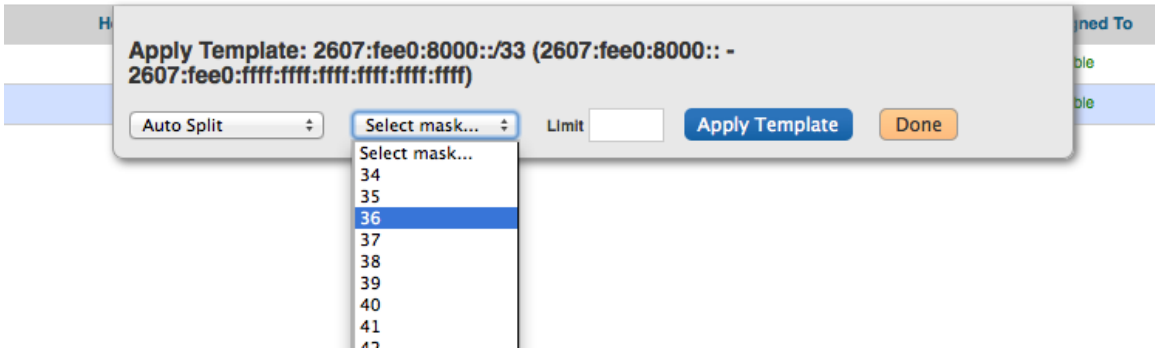 Apply Template: 2607:fee0:8000::/33 (2607:fee0:8000:: -
2607:fee0:ffff:ffff:ffff:ffff:ffff:ffff)
Auto Split Select mask... Limit Apply Template Done
Select mask...
34
35
36
37
38
39
40
41
42